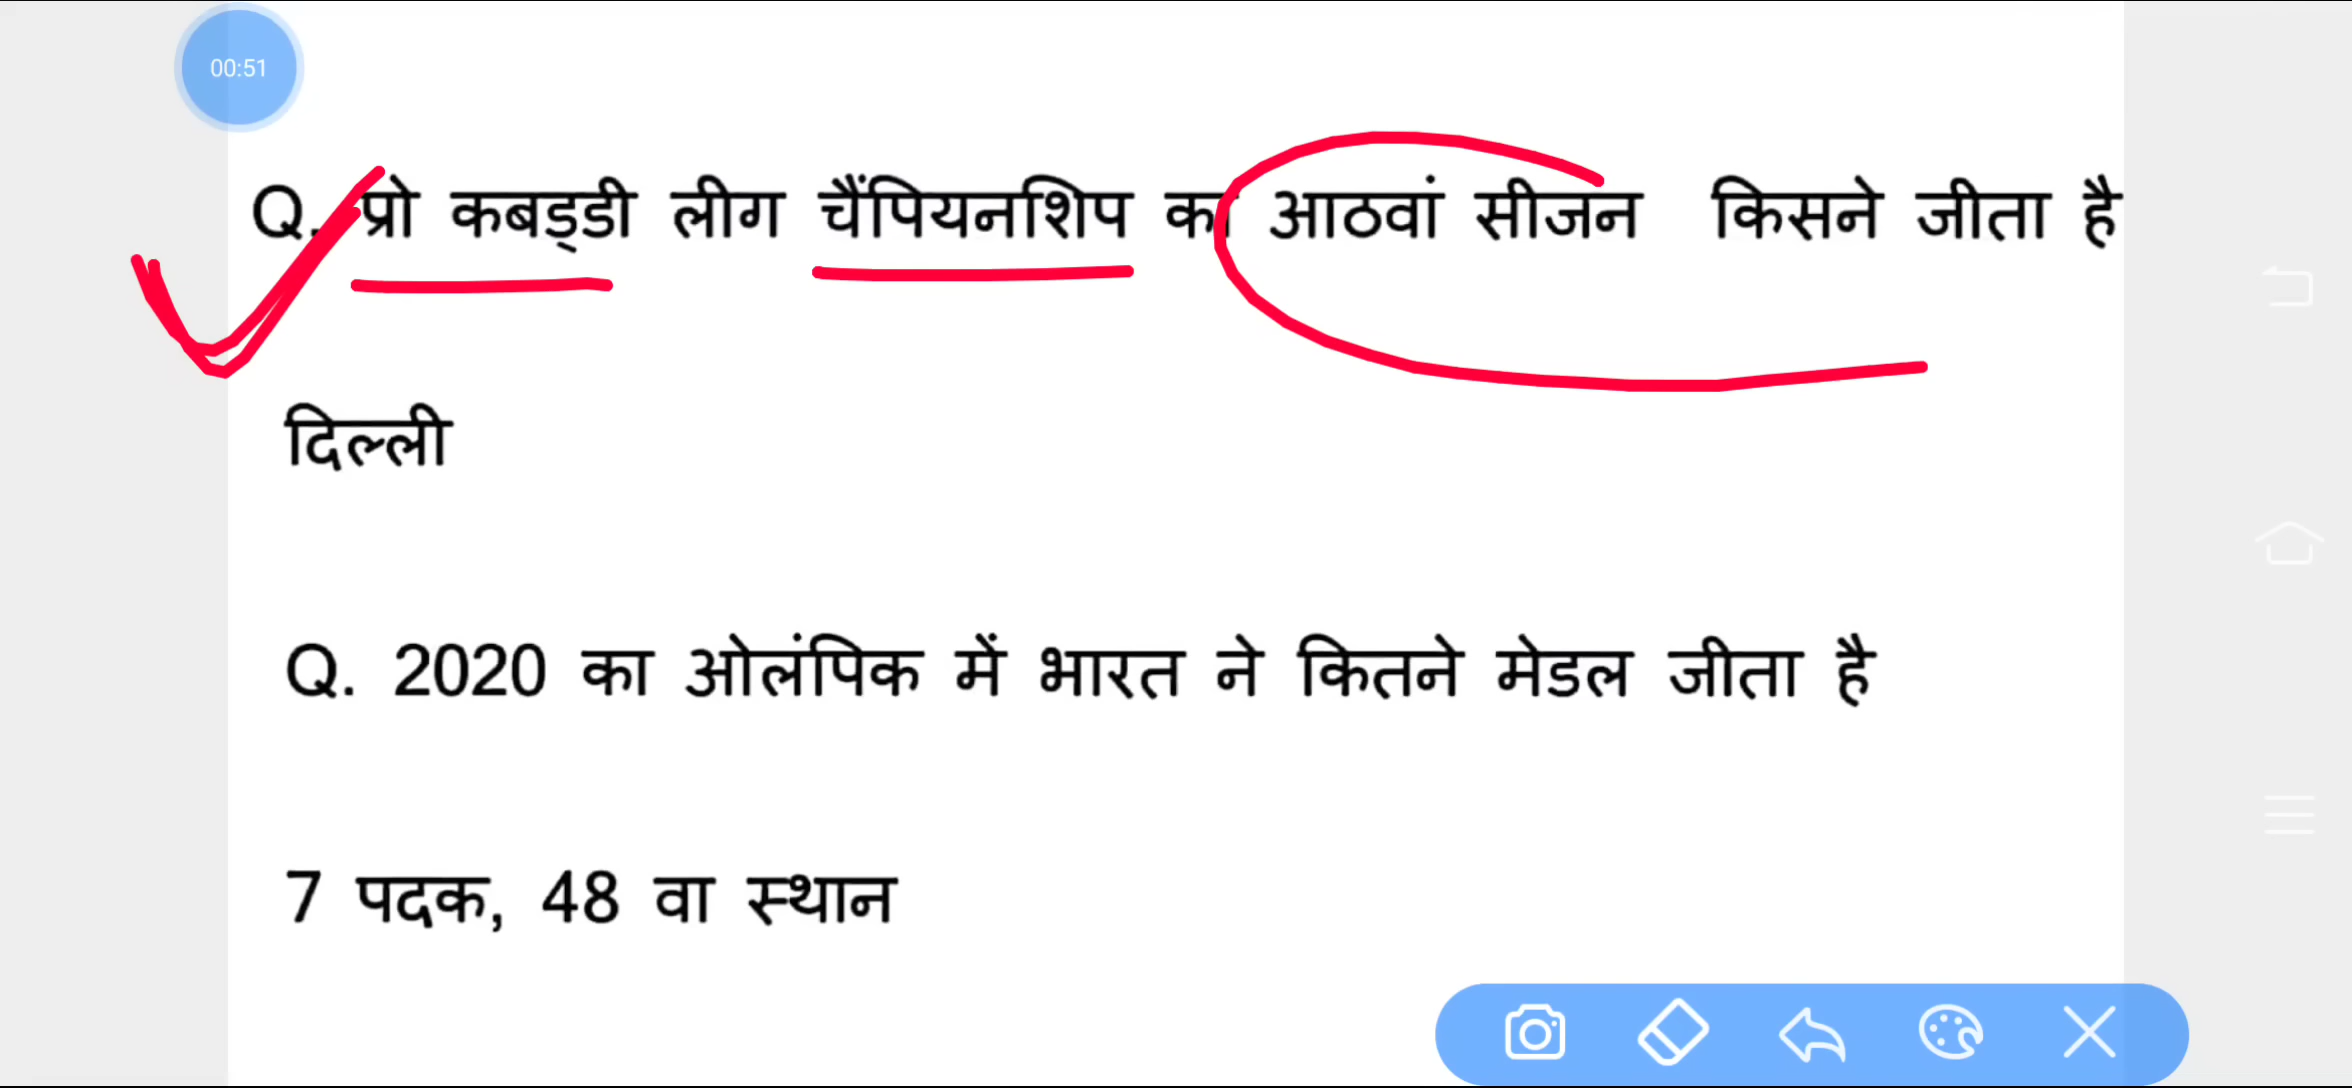 00:51
Q. प्रो कबड्डी लीग चैंपियनशिप का आठवां सीजन किसने जीता है
दिल्ली
Q. 2020 का ओलंपिक में भारत ने कितने मेडल जीता है
7 पदक, 48 वा स्थान